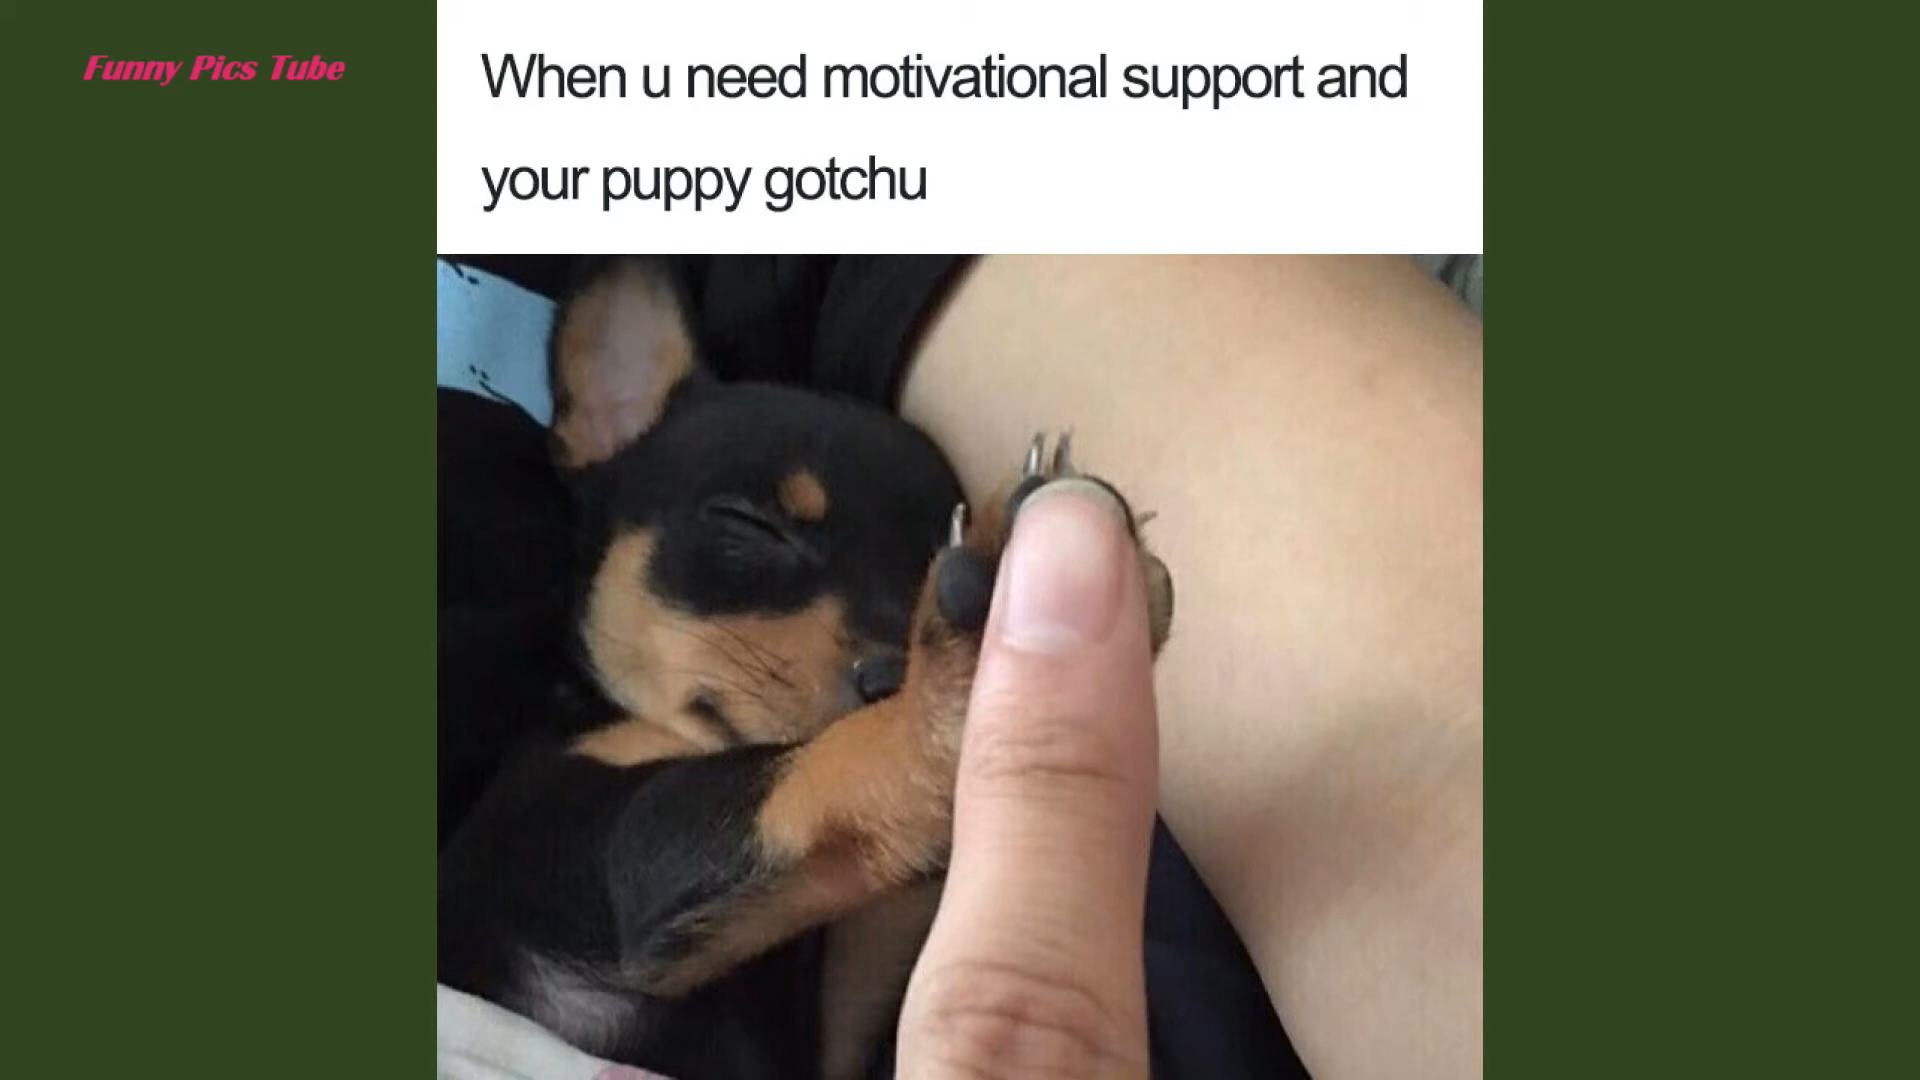 Funny Pics Tube
When u need motivational support and
your puppy gotchu